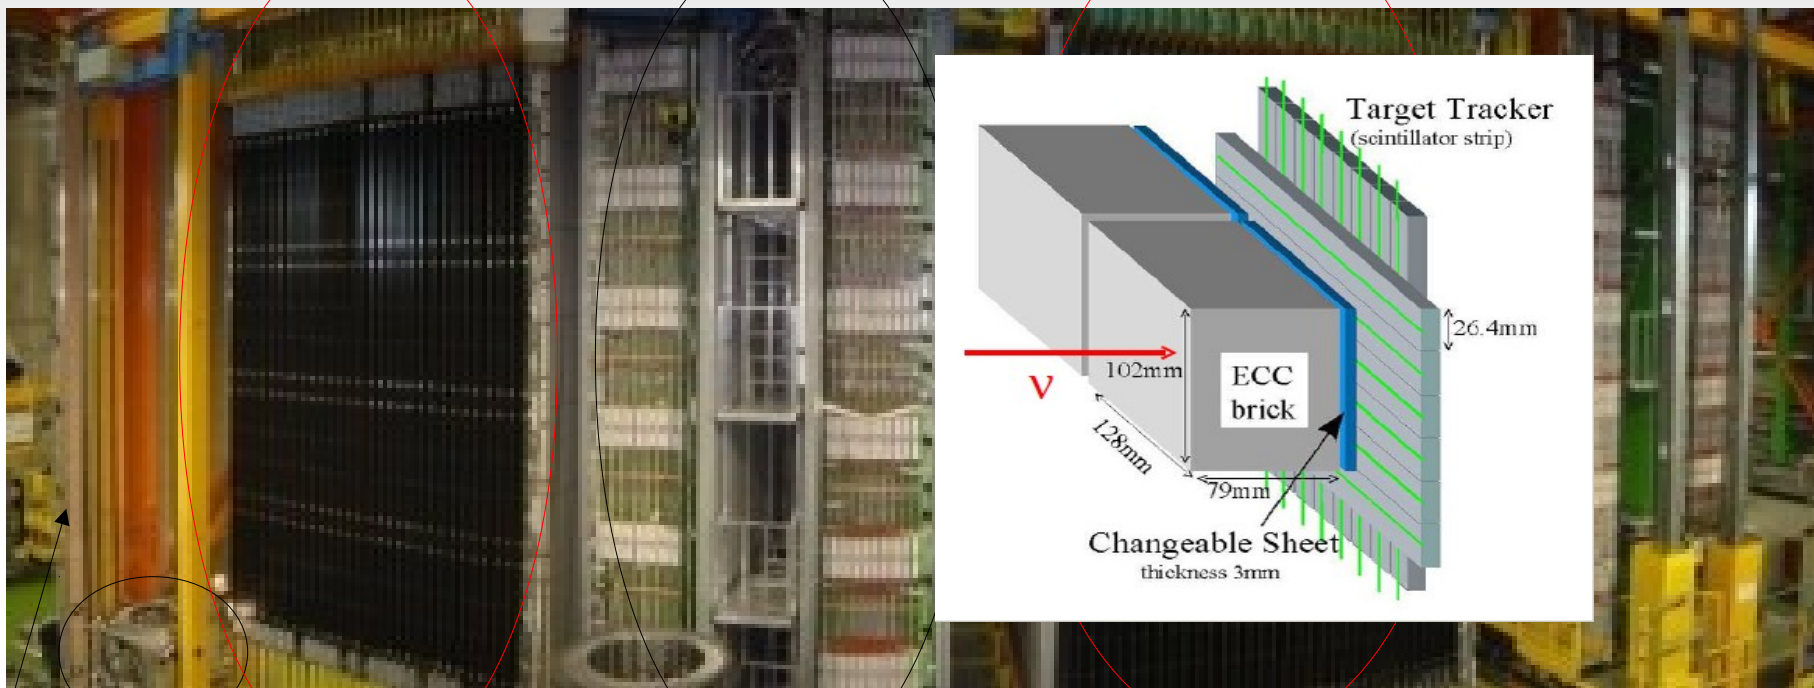 Target Tracker
(scintillator strip)
26.4mm
102mm
ECC
brick
ν
128mm
79mm
Changeable Sheet
thickness 3mm